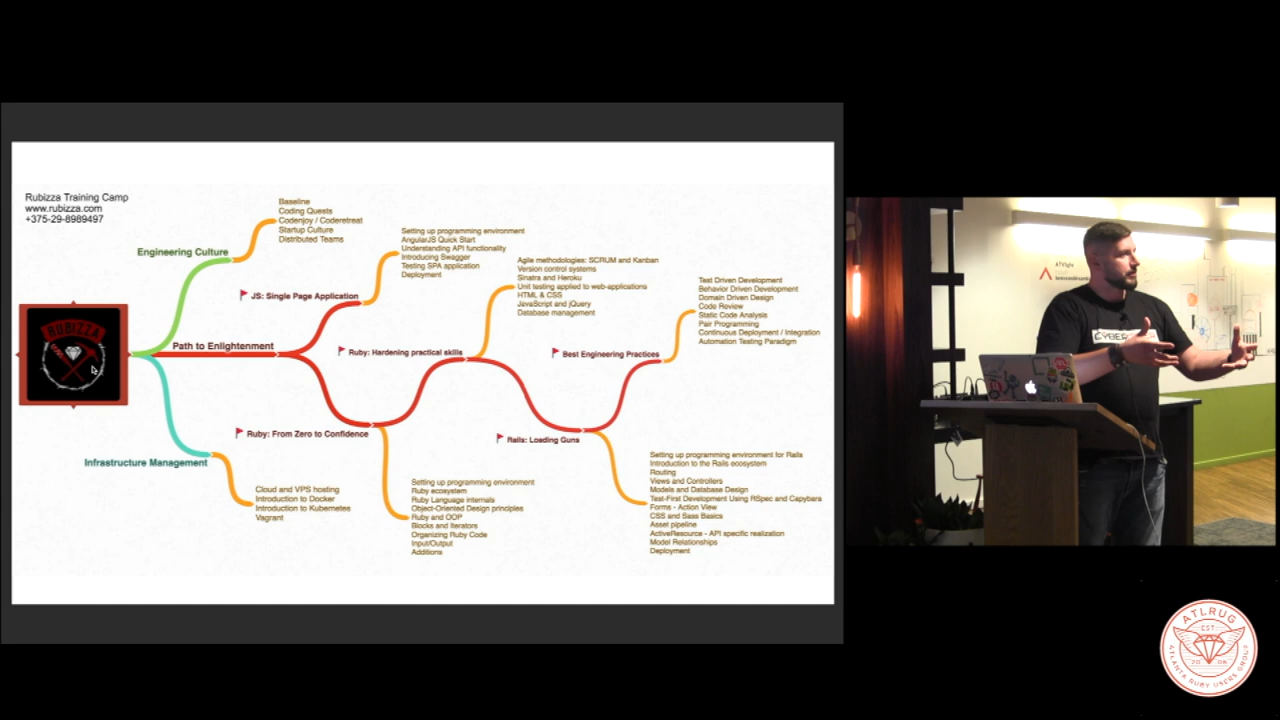 Rubizza Training Camp
www.rubizza.com
+375-29-8989497
RUBIZZA
Engineering Culture
Baseline
Coding Quests
Codenjoy / Coderetreat
Startup Culture
Distributed Teams
Path to Enlightenment
JS: Single Page Application
Setting up programming environment
AngularJS Quick Start
Understanding API functionality
Introducing Swagger
Testing SPA application
Deployment
Ruby: Hardening practical skills
Agile methodologies: SCRUM and Kanban
Version control systems
Sinatra and Heroku
Unit testing applied to web-applications
HTML & CSS
JavaScript and jQuery
Database management
Best Engineering Practices
Test Driven Development
Behavior Driven Development
Domain Driven Design
Code Review
Static Code Analysis
Pair Programming
Continuous Deployment / Integration
Automation Testing Paradigm
Ruby: From Zero to Confidence
Setting up programming environment
Ruby ecosystem
Ruby Language internals
Object-Oriented Design principles
Ruby and OOP
Blocks and Iterators
Organizing Ruby Code
Input/Output
Additions
Rails: Loading Guns
Setting up programming environment for Rails
Introduction to the Rails ecosystem
Routing
Views and Controllers
Models and Database Design
Test-First Development Using RSpec and Capybara
Forms - Action View
CSS and Sass Basics
Asset pipeline
ActiveResource - API specific realization
Model Relationships
Deployment
Infrastructure Management
Cloud and VPS hosting
Introduction to Docker
Introduction to Kubernetes
Vagrant
CYBER
ATLRUG
EST
2006
ATLANTA RUBY USERS GROUP